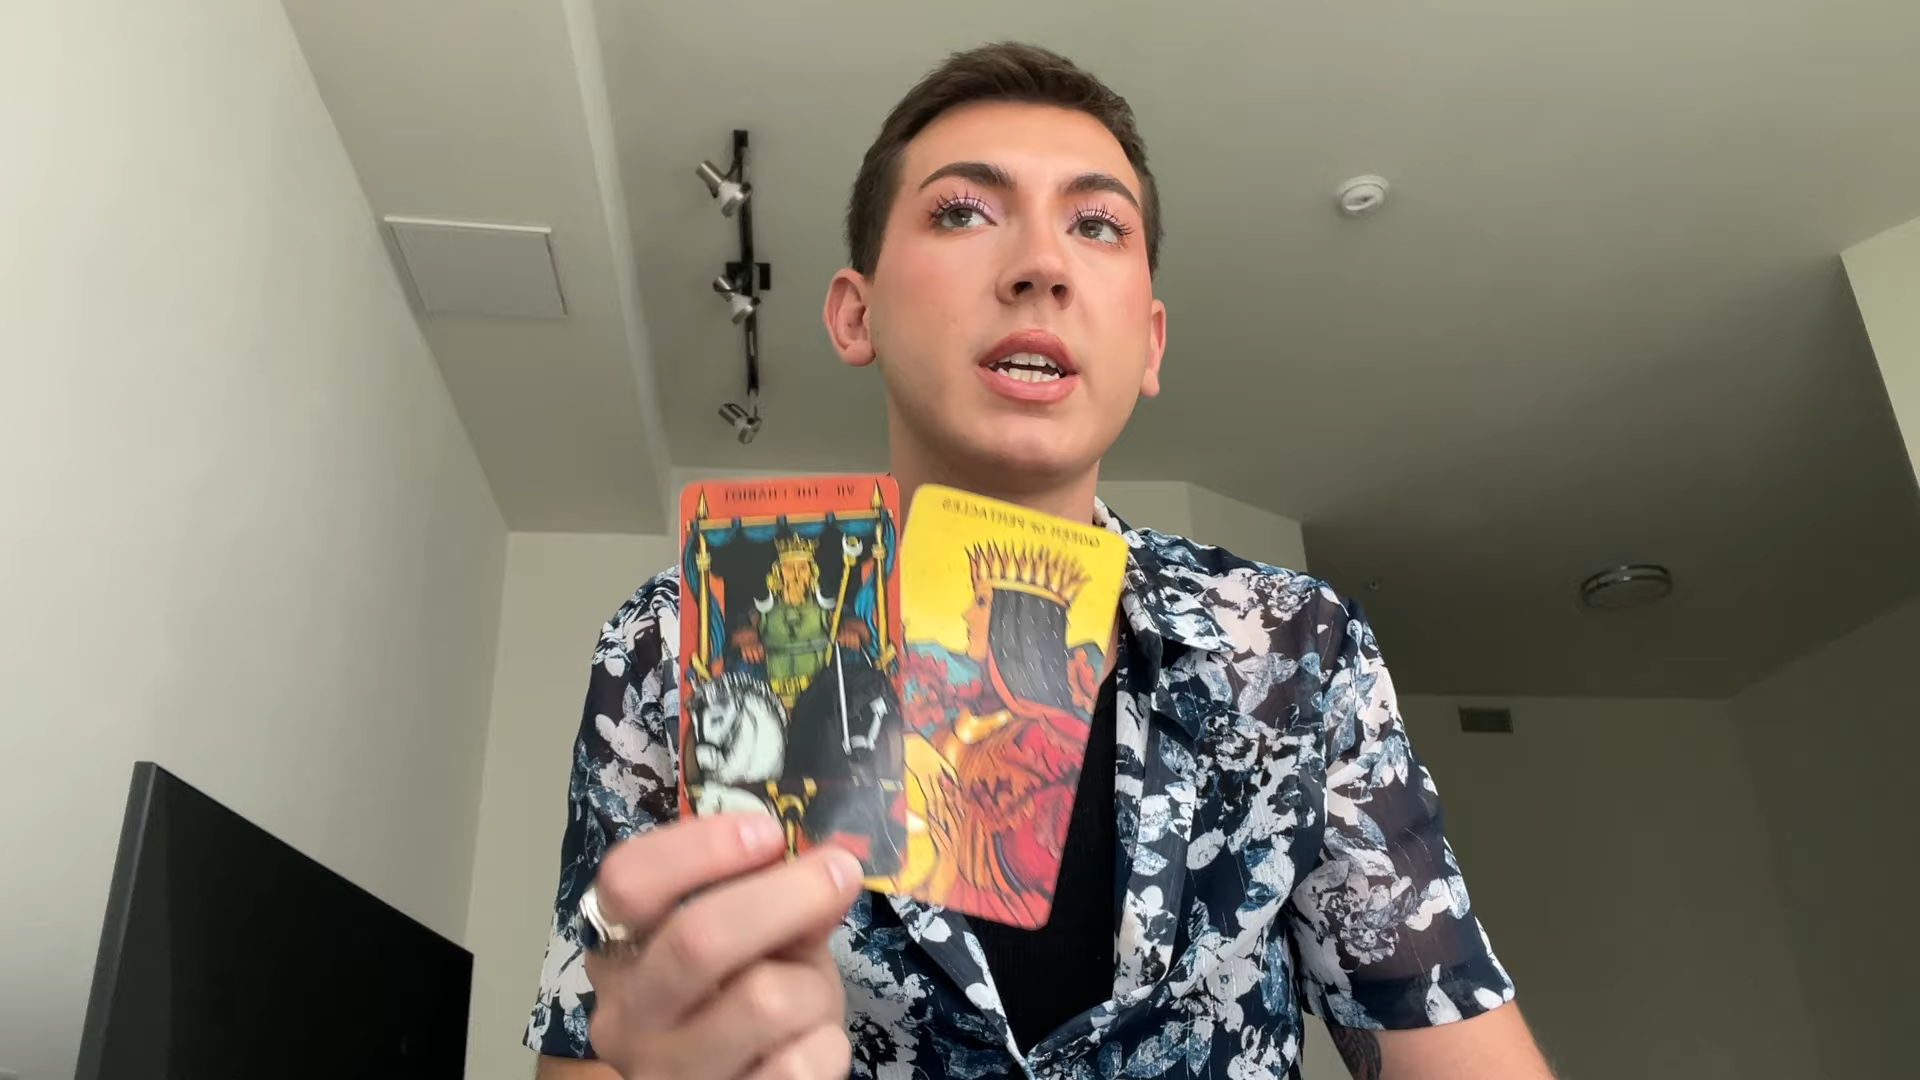 VII · THE CHARIOT
QUEEN OF PENTACLES